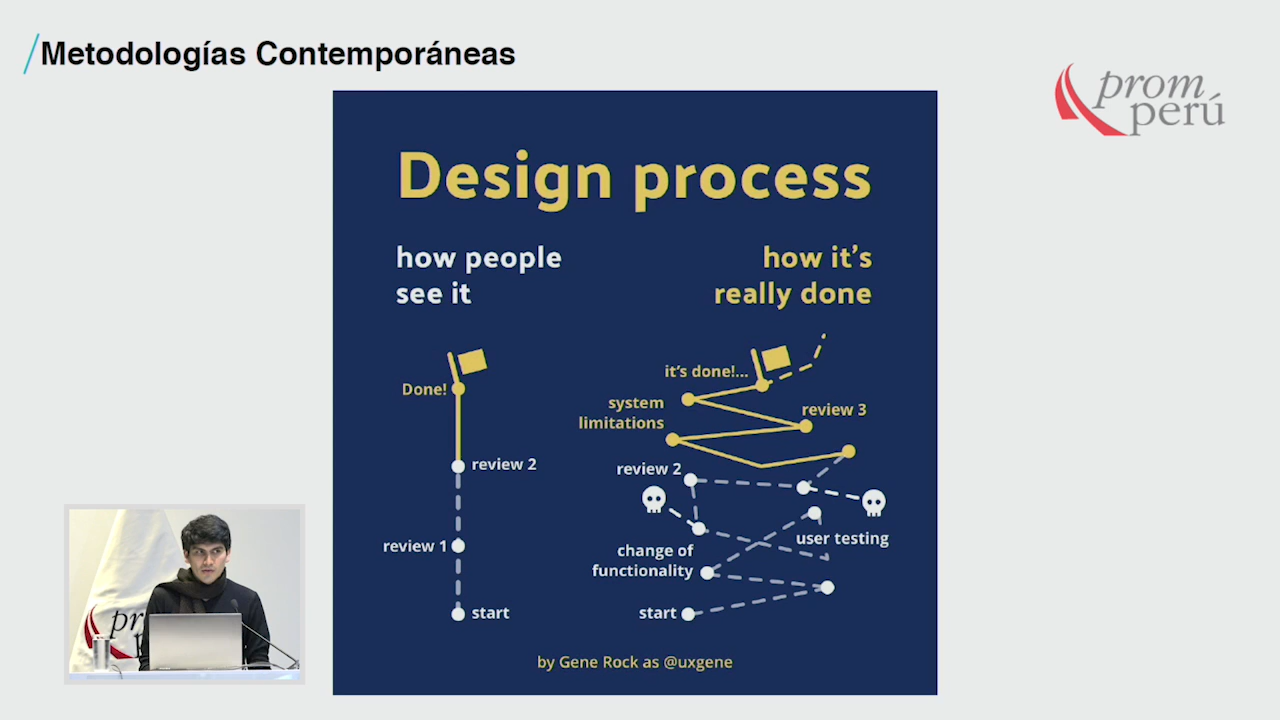 Metodologías Contemporáneas
prom
perú
Design process
how people
see it
how it's
really done
Done!
review 2
review 1
start
it's done!...
system
limitations
review 3
review 2
user testing
change of
functionality
start
by Gene Rock as @uxgene
pr